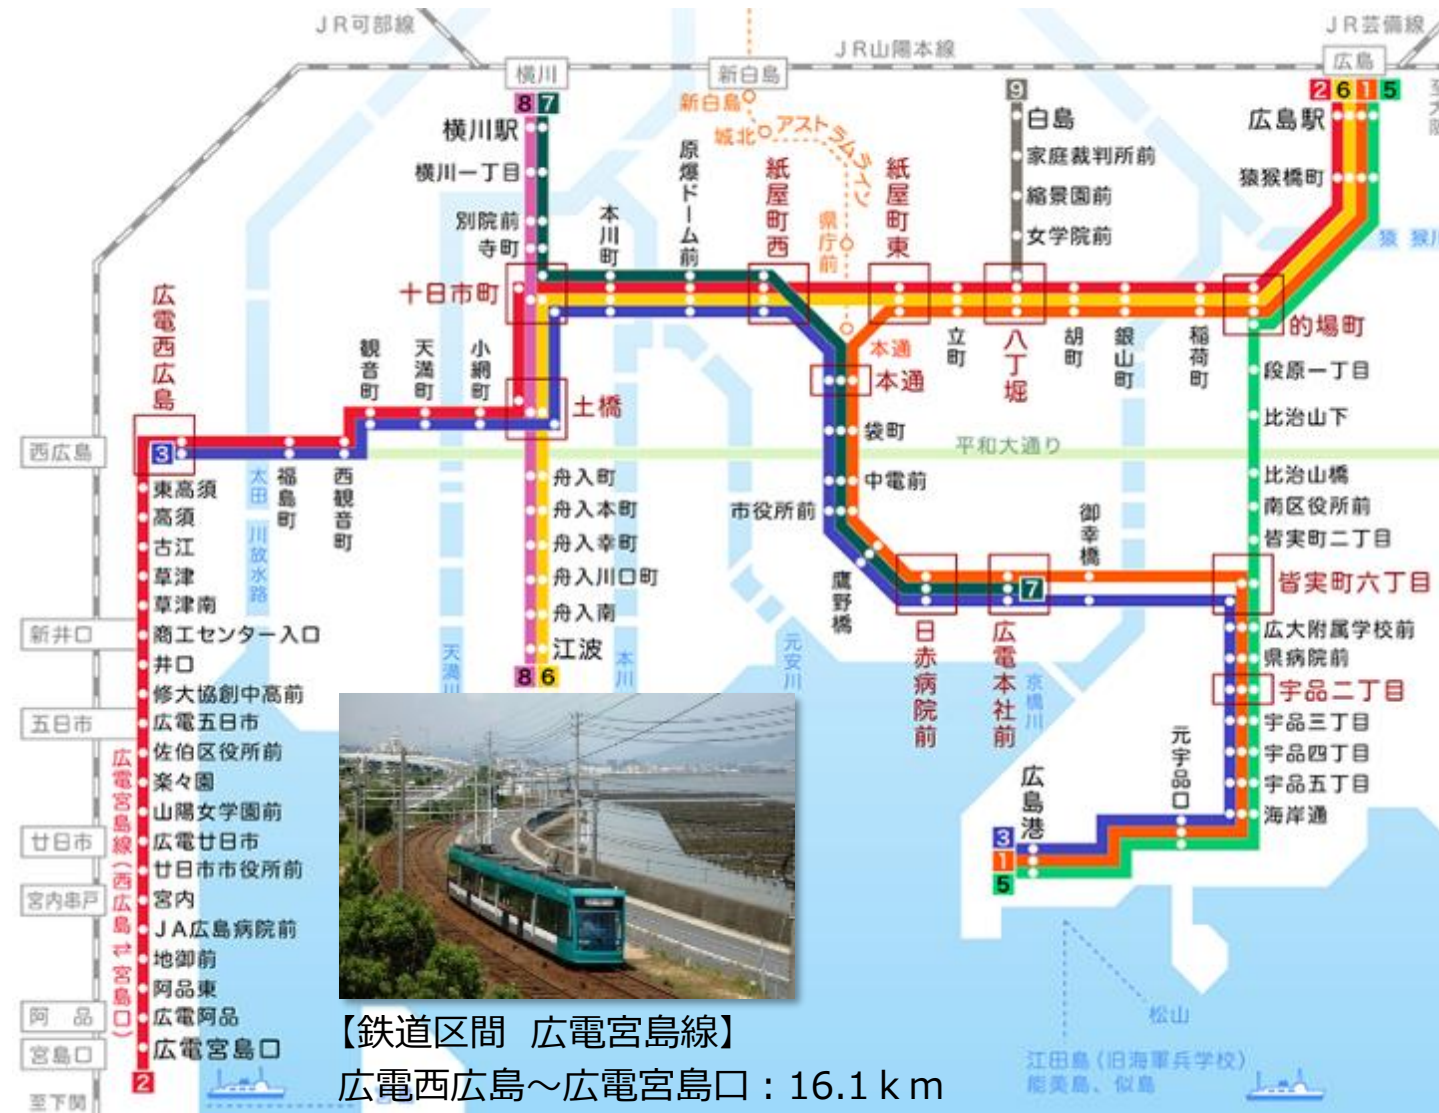 JR可部線
JR山陽本線
JR芸備線
横川
新白島
広島
8 7
9
2 6 1 5
横川駅
横川一丁目
別院前
寺町
十日市町
本川町
原爆ドーム前
紙屋町西
紙屋町東
新白島
城北
アストラムライン
県庁前
本通
白島
家庭裁判所前
縮景園前
女学院前
広島駅
猿猴橋町
猿猴川
立町
八丁堀
胡町
銀山町
稲荷町
的場町
段原一丁目
比治山下
比治山橋
南区役所前
皆実町二丁目
皆実町六丁目
広大附属学校前
県病院前
宇品二丁目
宇品三丁目
宇品四丁目
宇品五丁目
海岸通
元宇品口
広島港
3
1
5
本通
袋町
中電前
市役所前
鷹野橋
日赤病院前
広電本社前
7
御幸橋
平和大通り
土橋
小網町
天満町
観音町
西観音町
福島町
広電西広島
3
舟入町
舟入本町
舟入幸町
舟入川口町
舟入南
江波
8 6
太田川放水路
天満川
本川
元安川
京橋川
西広島
東高須
高須
古江
草津
草津南
新井口
商工センター入口
井口
修大協創中高前
五日市
広電五日市
佐伯区役所前
楽々園
山陽女学園前
廿日市
広電廿日市
廿日市市役所前
宮内串戸
宮内
JA広島病院前
地御前
阿品東
阿品
広電阿品
宮島口
広電宮島口
2
至下関
広電宮島線(西広島⇄宮島口)
松山
江田島(旧海軍兵学校)
能美島、似島
【鉄道区間 広電宮島線】
広電西広島～広電宮島口:16.1km